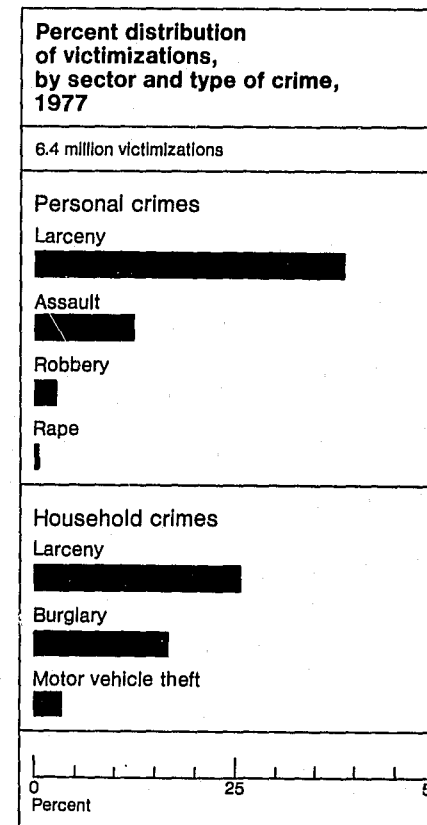 Percent distribution
of victimizations,
by sector and type of crime,
1977
6.4 million victimizations
Personal crimes
Larceny
Assault
Robbery
Rape
Household crimes
Larceny
Burglary
Motor vehicle theft
0 25 5
Percent